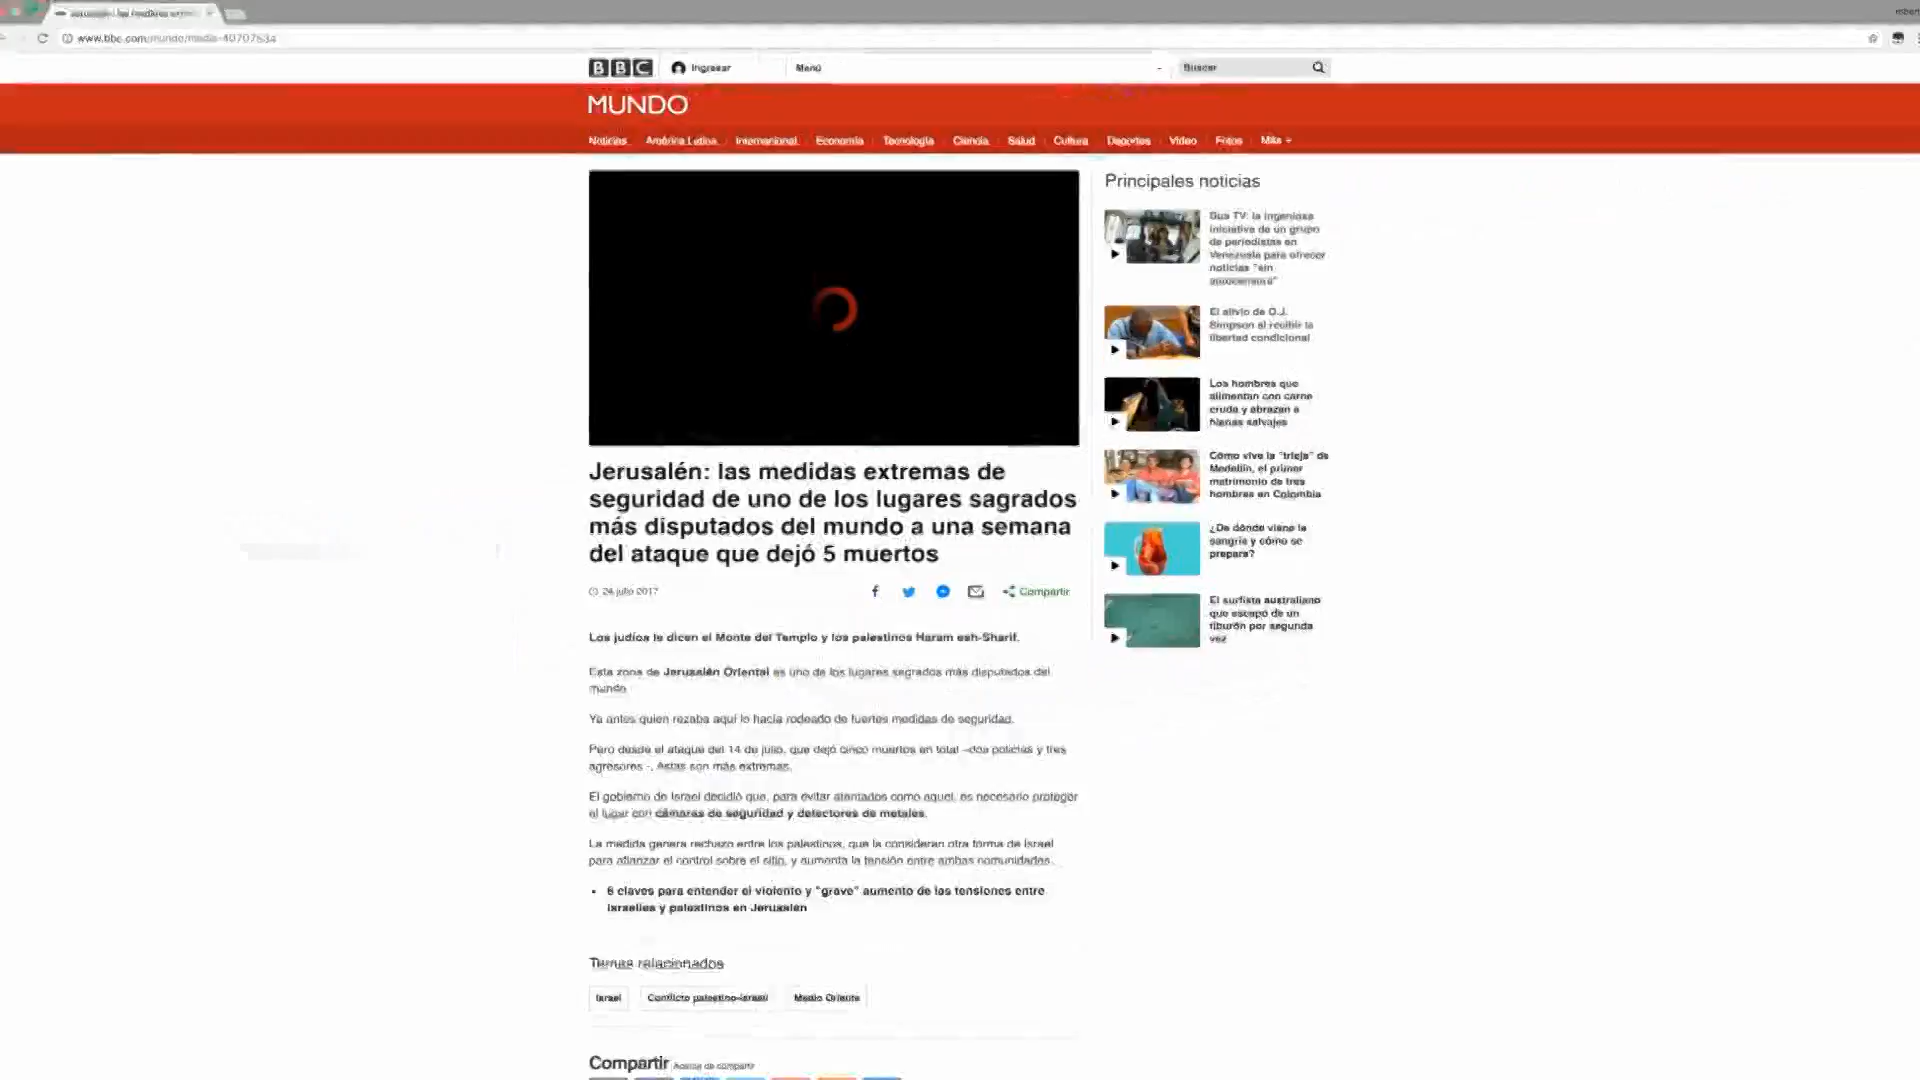 www.bbc.com/mundo/media-40707634
BBC Ingresar Menú Buscar
MUNDO
Noticias América Latina Internacional Economía Tecnología Ciencia Salud Cultura Deportes Video Fotos Más
Principales noticias
Bus TV: la ingeniosa
iniciativa de un grupo
de periodistas en
Venezuela para ofrecer
noticias "sin
autocensura"
El alivio de O.J.
Simpson al recibir la
libertad condicional
Los hombres que
alimentan con carne
cruda y abrazan a
hienas salvajes
Cómo vive la "trieja" de
Medellín, el primer
matrimonio de tres
hombres en Colombia
¿De dónde viene la
sangría y cómo se
prepara?
El surfista australiano
que escapó de un
tiburón por segunda
vez
Jerusalén: las medidas extremas de
seguridad de uno de los lugares sagrados
más disputados del mundo a una semana
del ataque que dejó 5 muertos
24 julio 2017
Compartir
Los judíos le dicen el Monte del Templo y los palestinos Haram esh-Sharif.
Esta zona de Jerusalén Oriental es uno de los lugares sagrados más disputados del
mundo
Ya antes quien rezaba aquí lo hacía rodeado de fuertes medidas de seguridad.
Pero desde el ataque del 14 de julio, que dejó cinco muertos en total -dos policías y tres
agresores -. Astas son más extremas.
El gobierno de Israel decidió que, para evitar atentados como aquel, es necesario proteger
el lugar con cámaras de seguridad y detectores de metales.
La medida genera rechazo entre los palestinos, que la consideran otra forma de Israel
para afianzar el control sobre el sitio, y aumenta la tensión entre ambas comunidades.
• 6 claves para entender el violento y "grave" aumento de las tensiones entre
israelíes y palestinos en Jerusalén
Temas relacionados
Israel Conflicto palestino-israelí Medio Oriente
Compartir Acerca de compartir